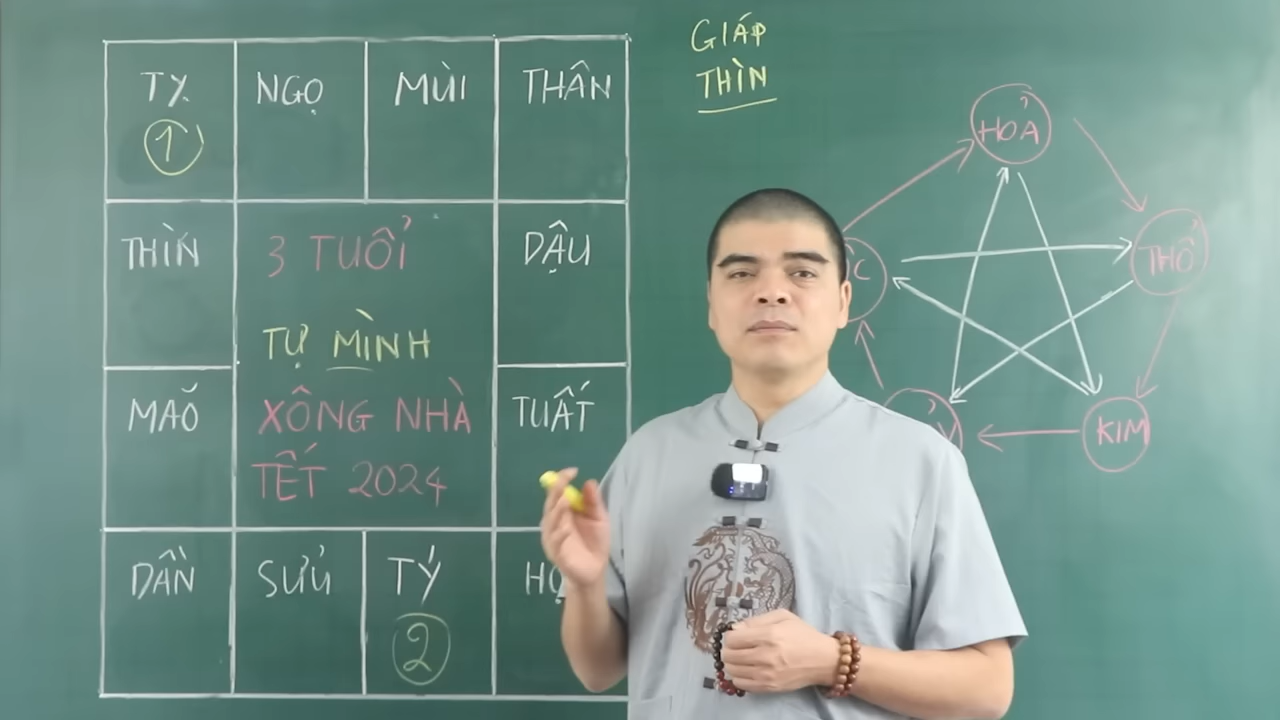 GIÁP
THÌN
TỴ
1
NGỌ
MÙI
THÂN
THÌN
3 TUỔI
TỰ MÌNH
XÔNG NHÀ
TẾT 2024
DẬU
MÃO
TUẤT
DẦN
SỬU
TÝ
2
HỎA
THỔ
KIM